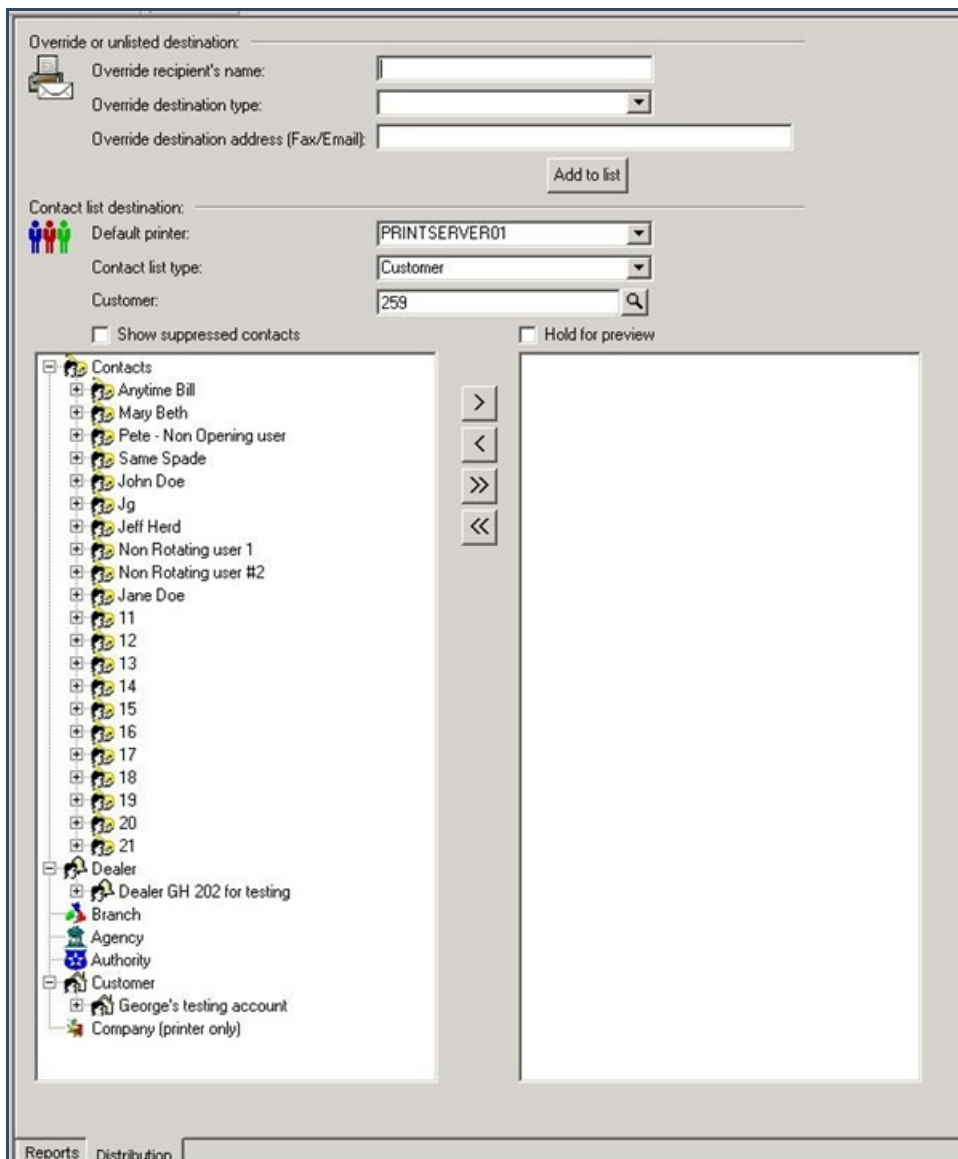 Override or unlisted destination:
Override recipient's name:
Override destination type:
Override destination address (Fax/Email):
Add to list
Contact list destination:
Default printer: PRINTSERVER01
Contact list type: Customer
Customer: 259
Show suppressed contacts
Hold for preview
Contacts
Anytime Bill
Mary Beth
Pete - Non Opening user
Same Spade
John Doe
Jg
Jeff Herd
Non Rotating user 1
Non Rotating user #2
Jane Doe
11
12
13
14
15
16
17
18
19
20
21
Dealer
Dealer GH 202 for testing
Branch
Agency
Authority
Customer
George's testing account
Company (printer only)
>
<
>>
<<
Reports Distribution